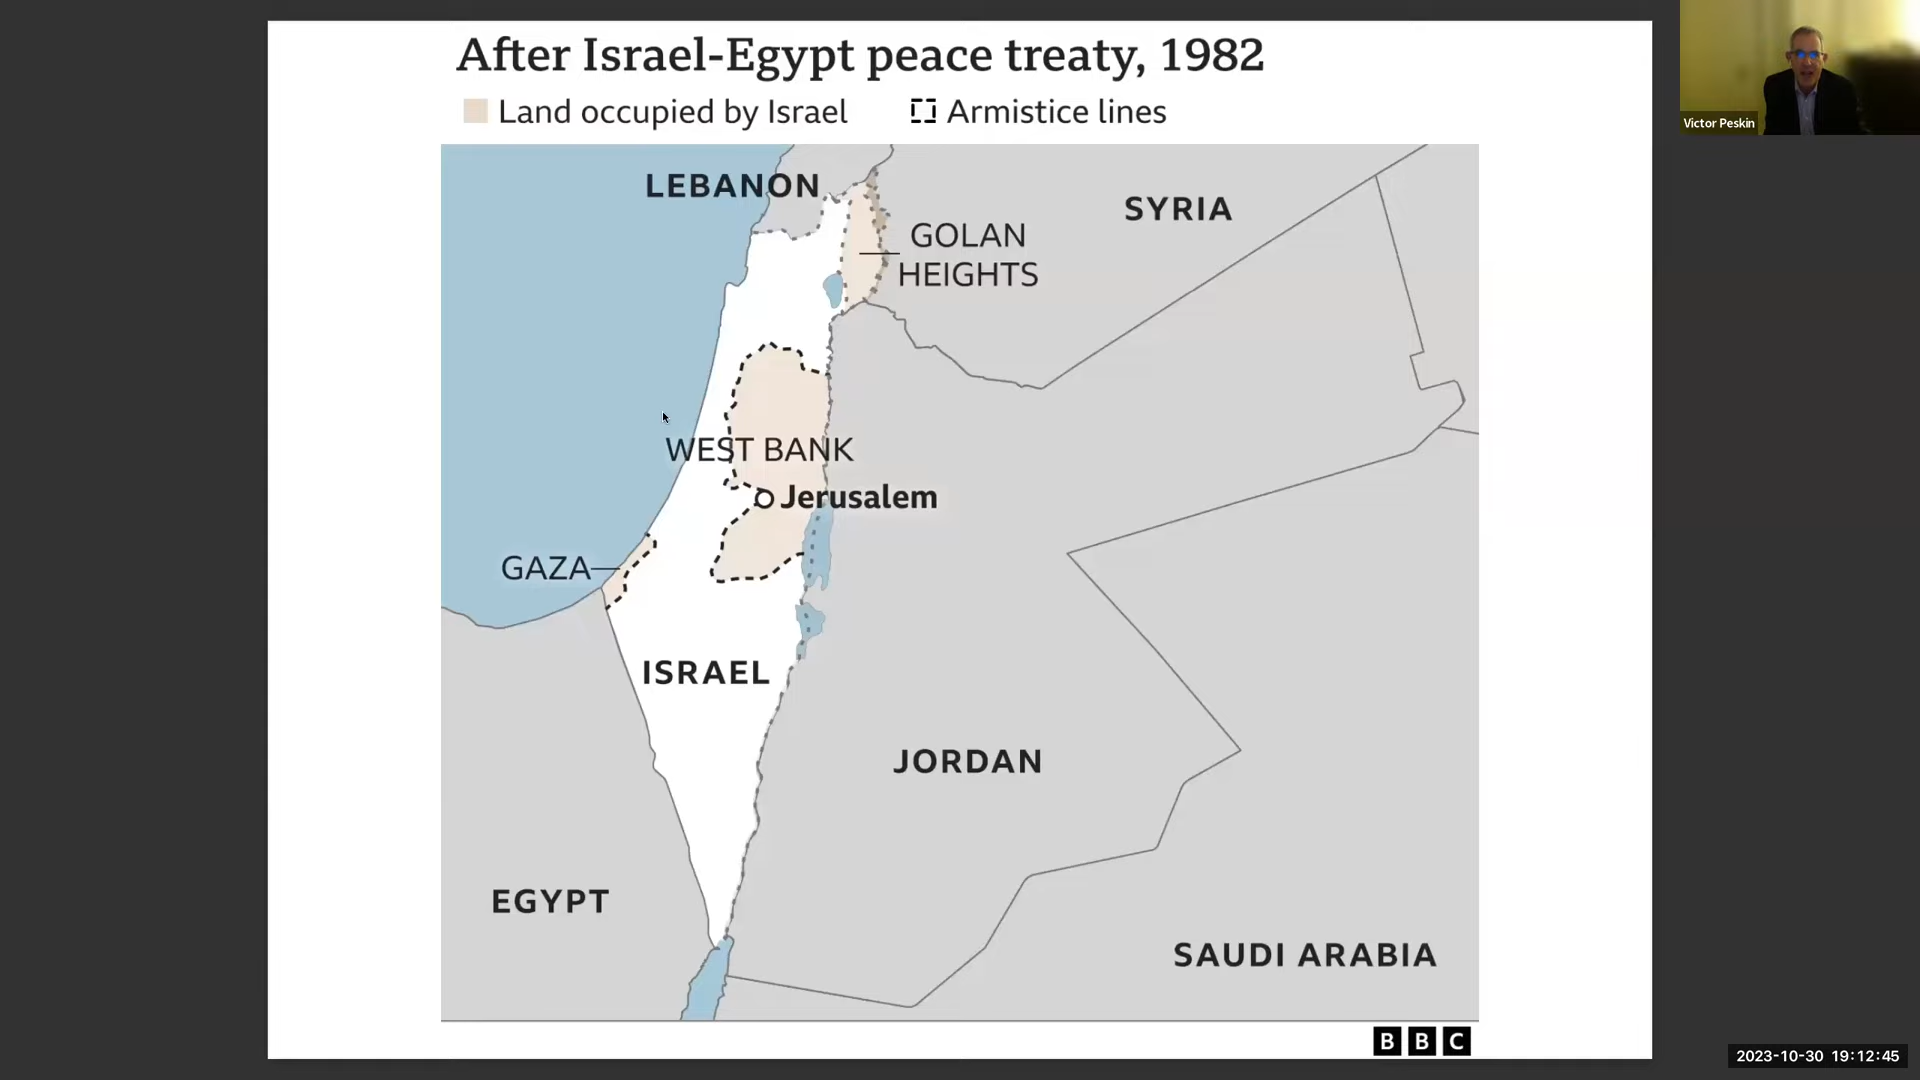 After Israel-Egypt peace treaty, 1982
Land occupied by Israel
Armistice lines
Victor Peskin
LEBANON
SYRIA
GOLAN
HEIGHTS
WEST BANK
Jerusalem
GAZA
ISRAEL
JORDAN
EGYPT
SAUDI ARABIA
BBC
2023-10-30 19:12:45